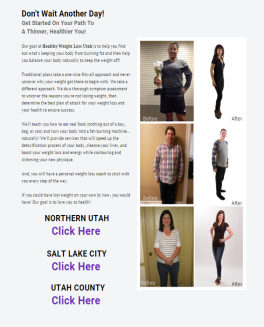 Don't Wait Another Day!
Get Started On Your Path To
A Thinner, Healthier You!
Our goal at Healthy Weight Loss Utah is to help you find
out what's keeping your body from burning fat and then help
you balance your body naturally to keep the weight off!
Traditional plans take a one-size-fits-all approach and never
uncover why your weight got there to begin with. We take a
different approach. We do a thorough symptom assessment
to uncover the reasons you're not losing weight, then
determine the best plan of attack for your weight loss and
your health to ensure success.
We'll teach you how to eat real food (nothing out of a box,
bag, or can) and turn your body into a fat-burning machine...
naturally! We'll provide services that will speed up the
detoxification process of your body, cleanse your liver, and
boost your weight loss and energy while contouring and
slimming your new physique.
And, you will have a personal weight loss coach to stick with
you every step of the way.
If you could have lost weight on your own by now, you would
have! Our goal is to love you to health!
Before
After
Before
After
Before
After
NORTHERN UTAH
Click Here
SALT LAKE CITY
Click Here
UTAH COUNTY
Click Here